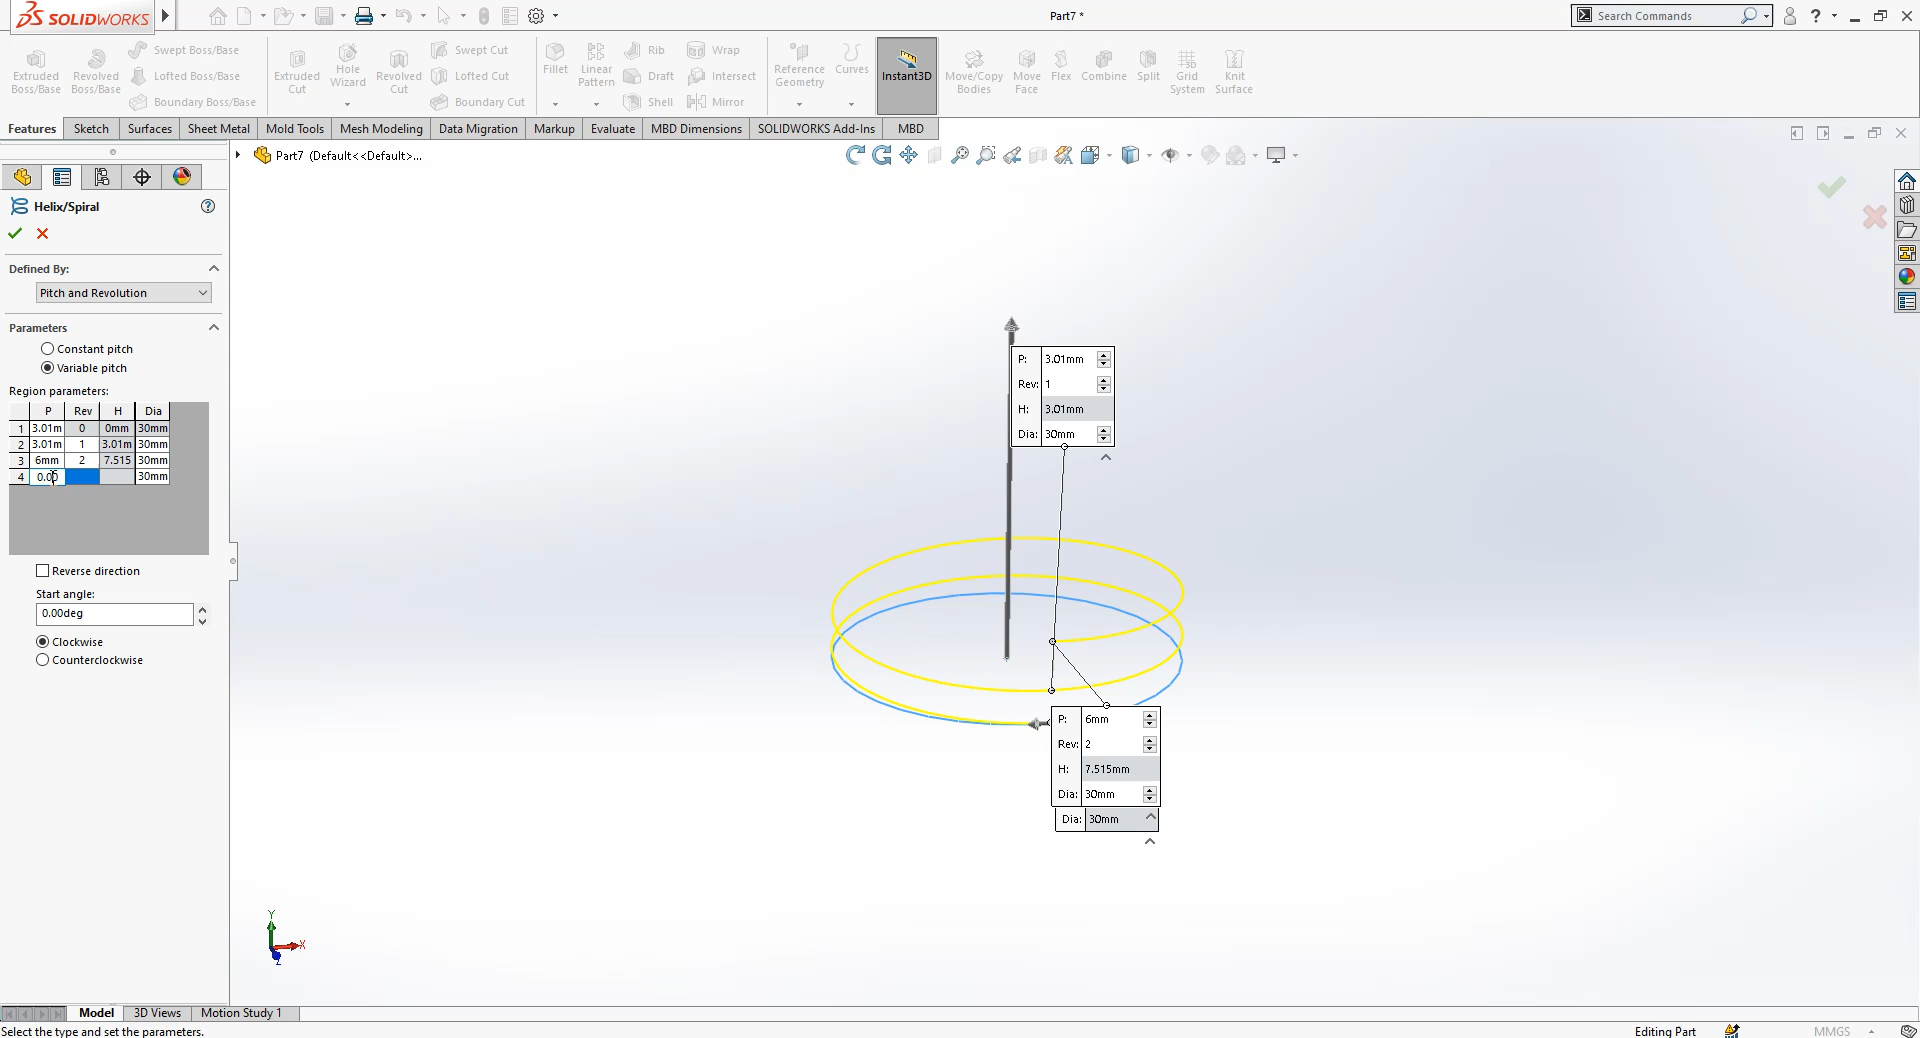 SOLIDWORKS
Part7 *
Search Commands
?
Extruded Boss/Base
Revolved Boss/Base
Swept Boss/Base
Lofted Boss/Base
Boundary Boss/Base
Extruded Cut
Hole Wizard
Revolved Cut
Swept Cut
Lofted Cut
Boundary Cut
Fillet
Linear Pattern
Rib
Draft
Shell
Wrap
Intersect
Mirror
Reference Geometry
Curves
Instant3D
Move/Copy Bodies
Move Face
Flex
Combine
Split
Grid System
Knit Surface
Features Sketch Surfaces Sheet Metal Mold Tools Mesh Modeling Data Migration Markup Evaluate MBD Dimensions SOLIDWORKS Add-Ins MBD
Part7 (Default<<Default>...
Helix/Spiral
?
Defined By:
Pitch and Revolution
Parameters
Constant pitch
Variable pitch
Region parameters:
P Rev H Dia
1 3.01m 0 0mm 30mm
2 3.01m 1 3.01m 30mm
3 6mm 2 7.515 30mm
4 0.00 30mm
Reverse direction
Start angle:
0.00deg
Clockwise
Counterclockwise
P: 3.01mm
Rev: 1
H: 3.01mm
Dia: 30mm
P: 6mm
Rev: 2
H: 7.515mm
Dia: 30mm
Dia: 30mm
Y
X
Z
Model 3D Views Motion Study 1
Select the type and set the parameters.
Editing Part
MMGS